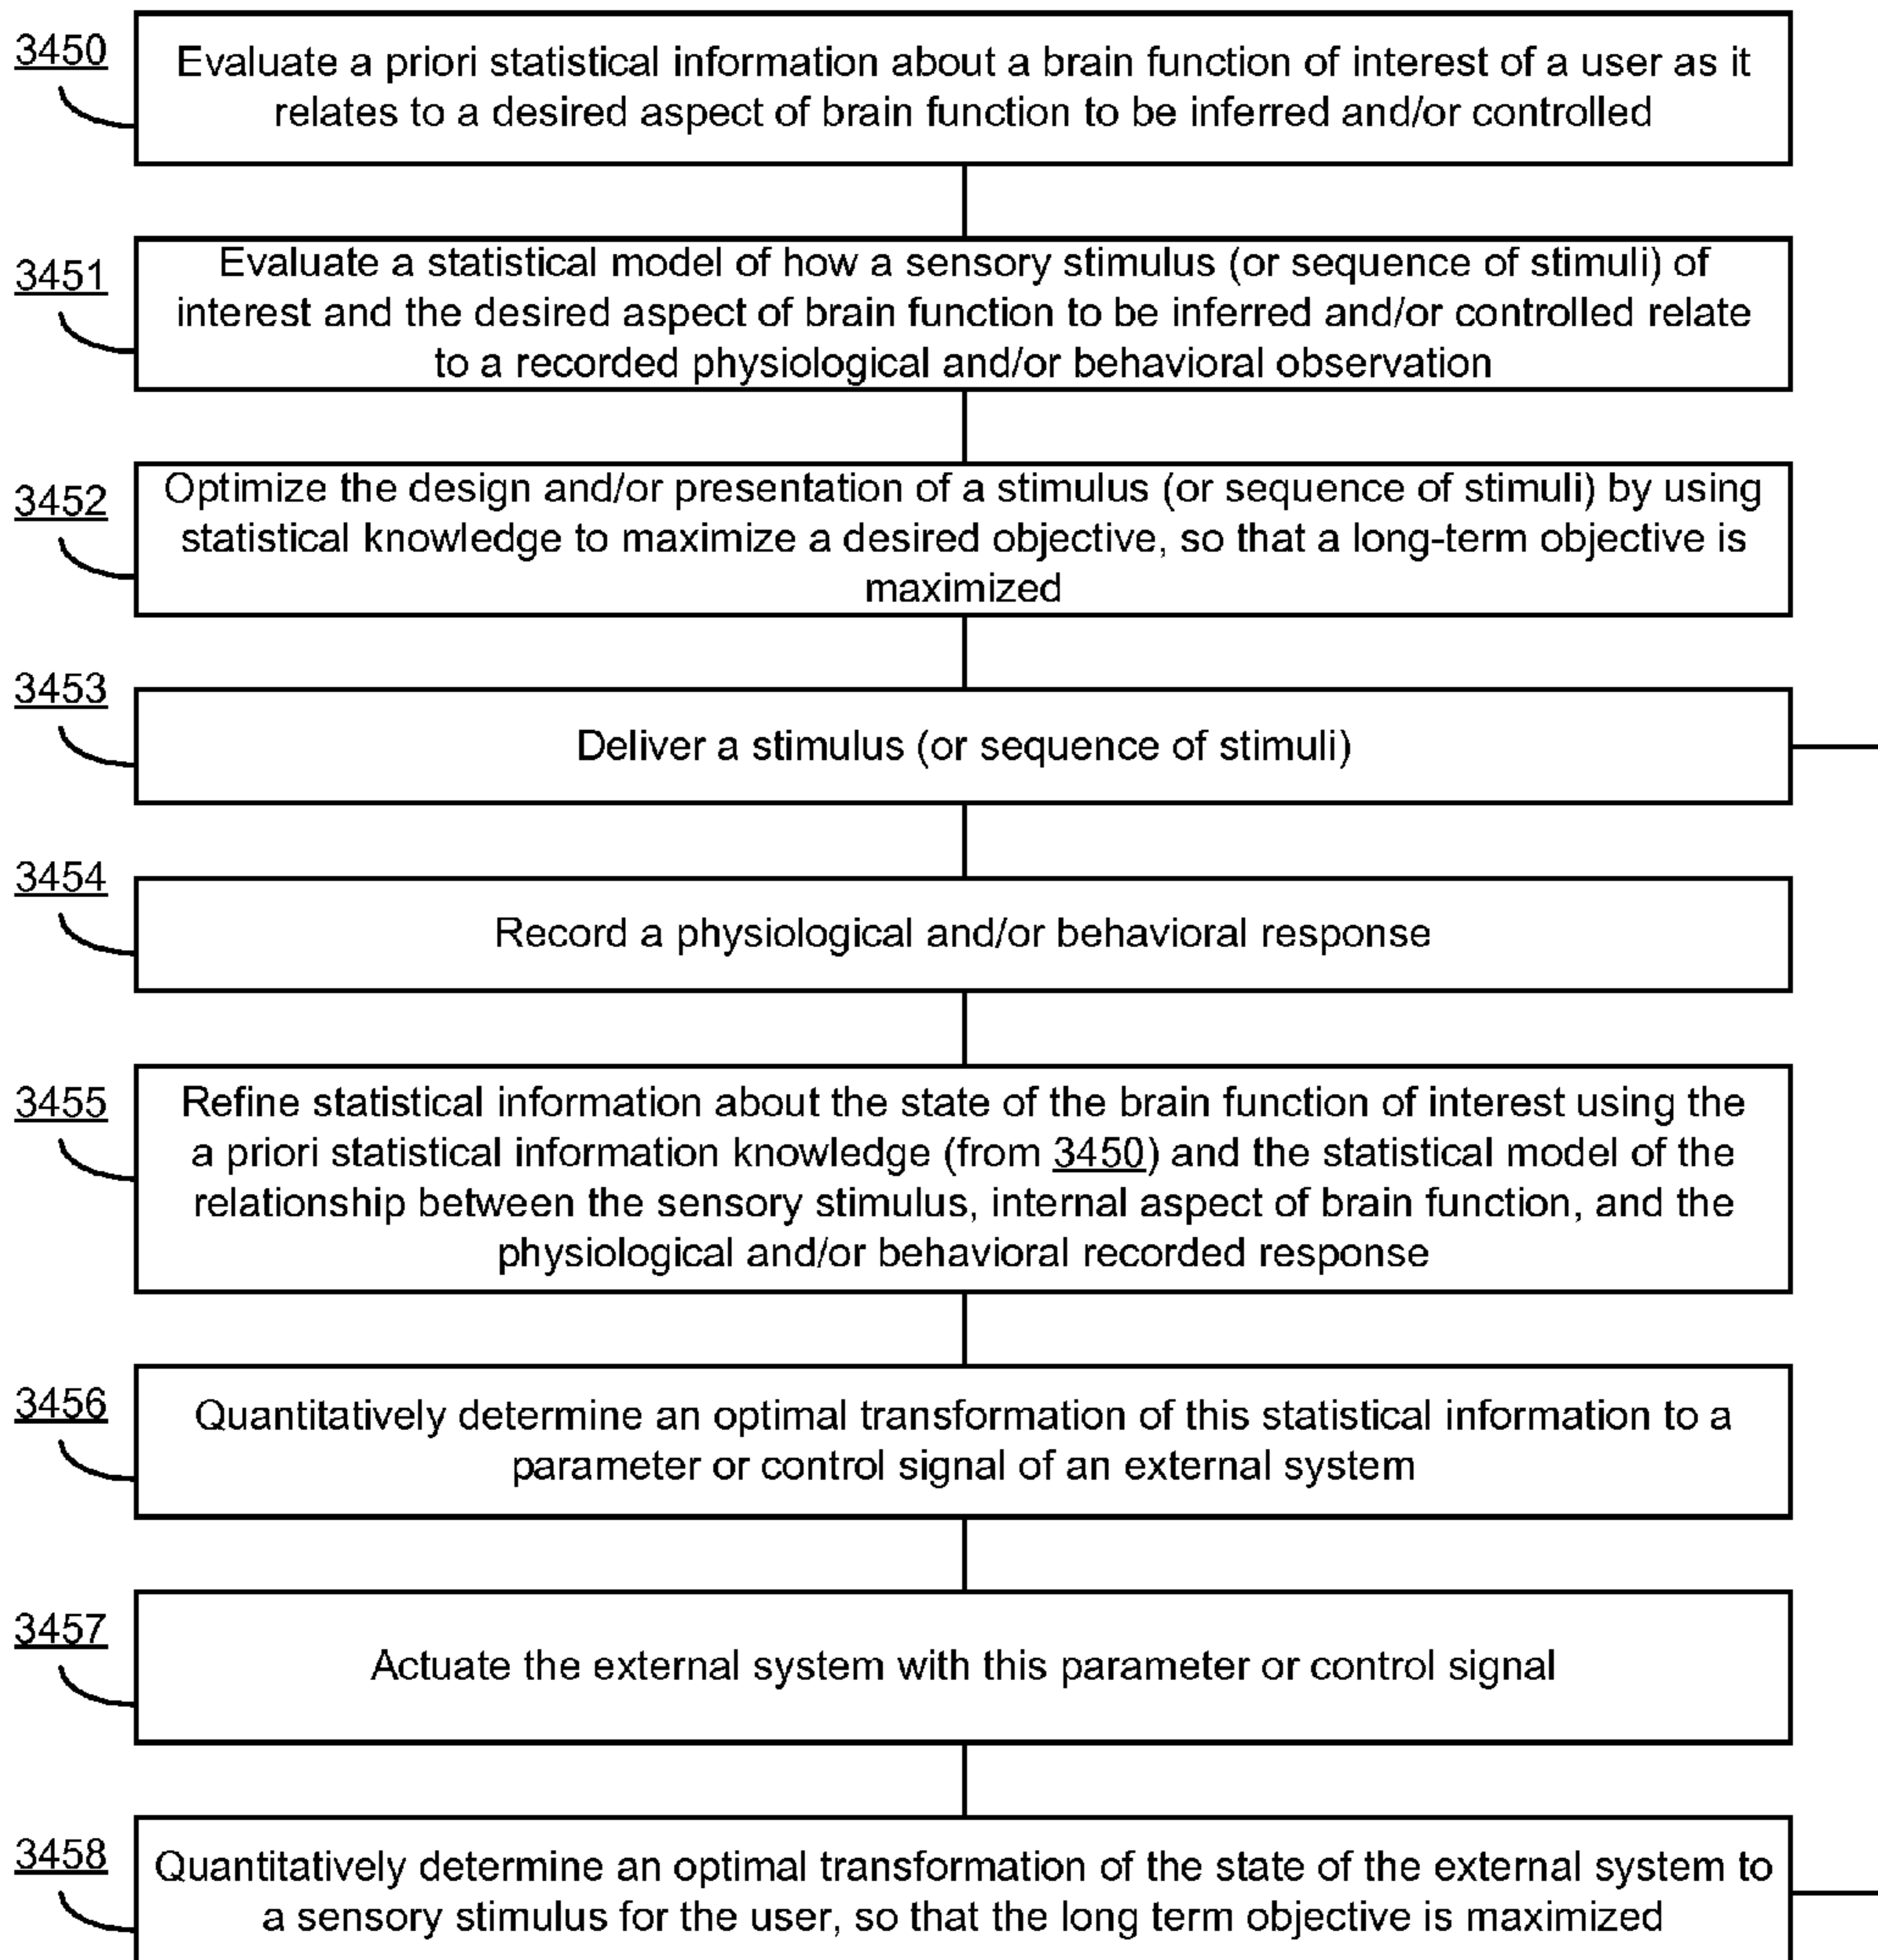 3450
Evaluate a priori statistical information about a brain function of interest of a user as it
relates to a desired aspect of brain function to be inferred and/or controlled
3451
Evaluate a statistical model of how a sensory stimulus (or sequence of stimuli) of
interest and the desired aspect of brain function to be inferred and/or controlled relate
to a recorded physiological and/or behavioral observation
3452
Optimize the design and/or presentation of a stimulus (or sequence of stimuli) by using
statistical knowledge to maximize a desired objective, so that a long-term objective is
maximized
3453
Deliver a stimulus (or sequence of stimuli)
3454
Record a physiological and/or behavioral response
3455
Refine statistical information about the state of the brain function of interest using the
a priori statistical information knowledge (from 3450) and the statistical model of the
relationship between the sensory stimulus, internal aspect of brain function, and the
physiological and/or behavioral recorded response
3456
Quantitatively determine an optimal transformation of this statistical information to a
parameter or control signal of an external system
3457
Actuate the external system with this parameter or control signal
3458
Quantitatively determine an optimal transformation of the state of the external system to
a sensory stimulus for the user, so that the long term objective is maximized